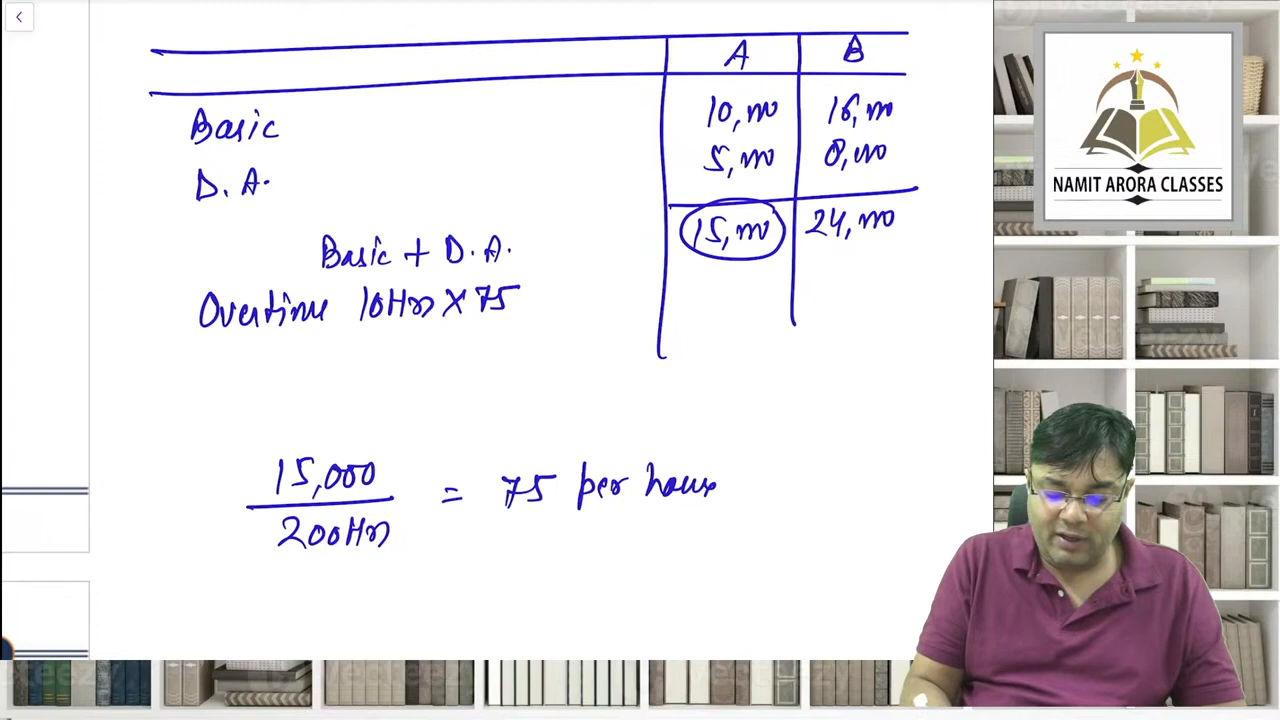 A B
Basic 10,000 16,000
D.A. 5,000 8,000
Basic + D.A. 15,000 24,000
Overtime 10Hrs × 75
15,000
200Hrs
= 75 per hour
NAMIT ARORA CLASSES